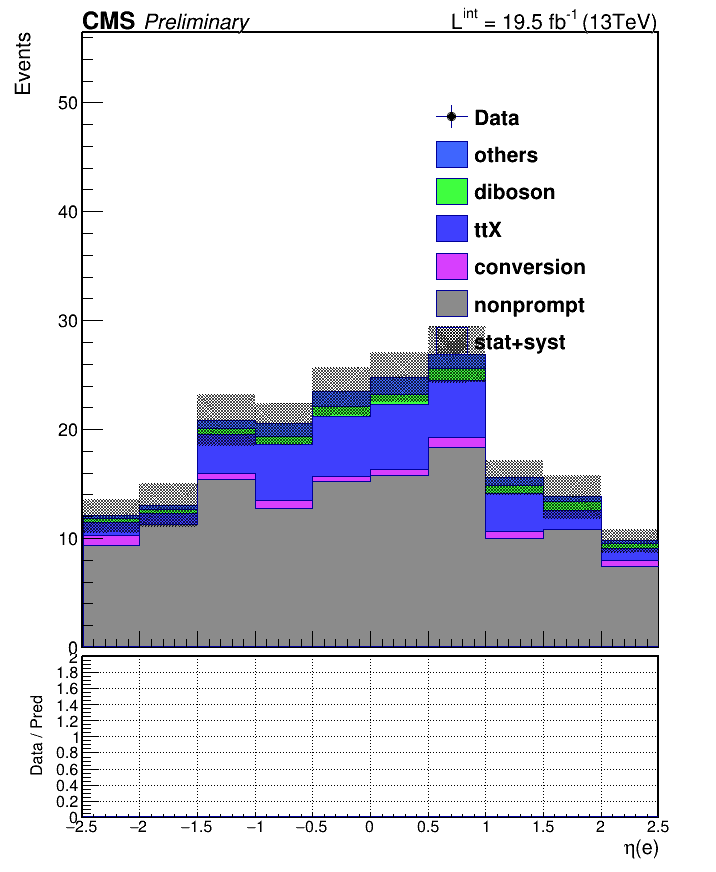 CMS Preliminary
L^int = 19.5 fb^-1 (13TeV)
Events
50
40
30
20
10
0
Data
others
diboson
ttX
conversion
nonprompt
stat+syst
Data / Pred
2
1.8
1.6
1.4
1.2
1
0.8
0.6
0.4
0.2
0
−2.5 −2 −1.5 −1 −0.5 0 0.5 1 1.5 2 2.5
η(e)